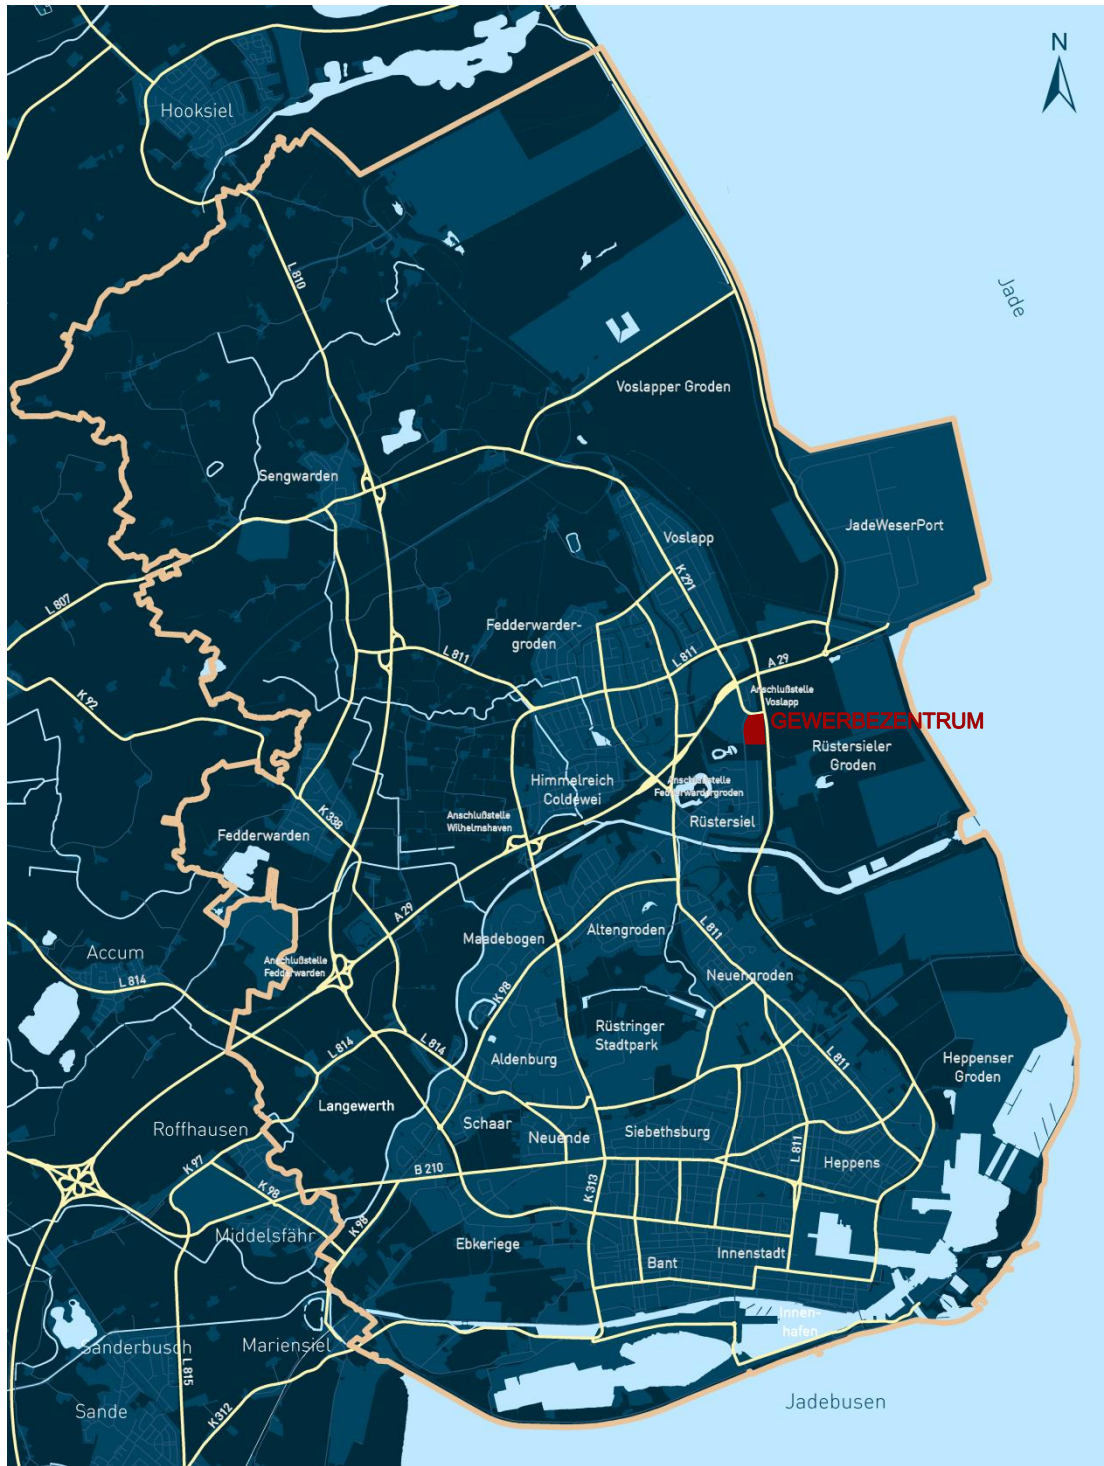 N
Hooksiel
L 810
Jade
Voslapper Groden
Sengwarden
JadeWeserPort
Voslapp
K 291
L 807
Fedderwarder-
groden
L 811
L 811
A 29
K 92
Anschlußstelle
Voslapp
GEWERBEZENTRUM
Rüstersieler
Groden
Himmelreich
Coldewei
Anschlußstelle
Fedderwardergroden
K 338
Anschlußstelle
Wilhelmshaven
Rüstersiel
Fedderwarden
A 29
Maadebogen
Altengroden
L 811
Accum
Anschlußstelle
Fedderwarden
L 814
Neuengroden
K 98
Rüstringer
Stadtpark
L 814
L 814
Aldenburg
L 811
Heppenser
Groden
Langewerth
Roffhausen
Schaar
Neuende
Siebethsburg
L 811
Heppens
K 97
B 210
K 98
K 313
Middelsfähr
K 98
Ebkeriege
Innenstadt
Bant
Innen-
hafen
Sanderbusch
Mariensiel
L 815
Jadebusen
Sande
K 312